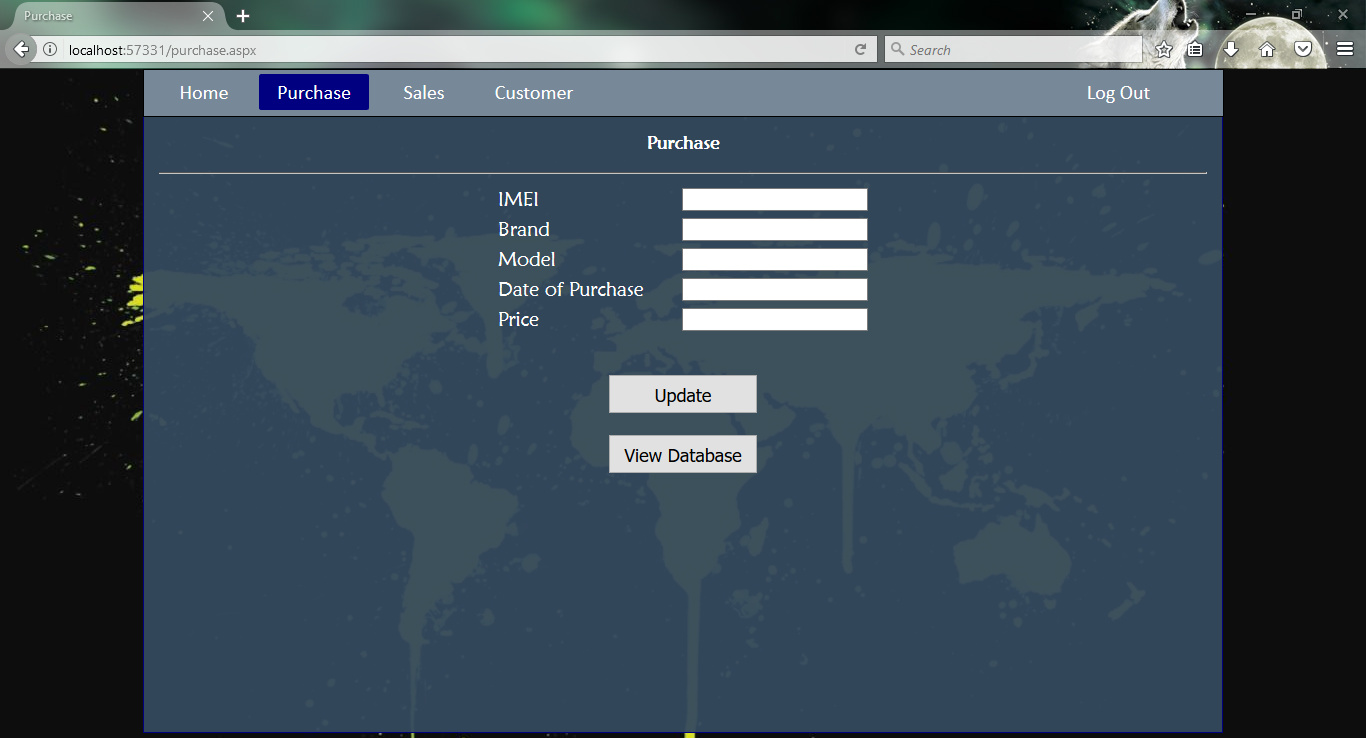 Purchase
localhost:57331/purchase.aspx
Search
Home Purchase Sales Customer Log Out
Purchase
IMEI
Brand
Model
Date of Purchase
Price
Update
View Database